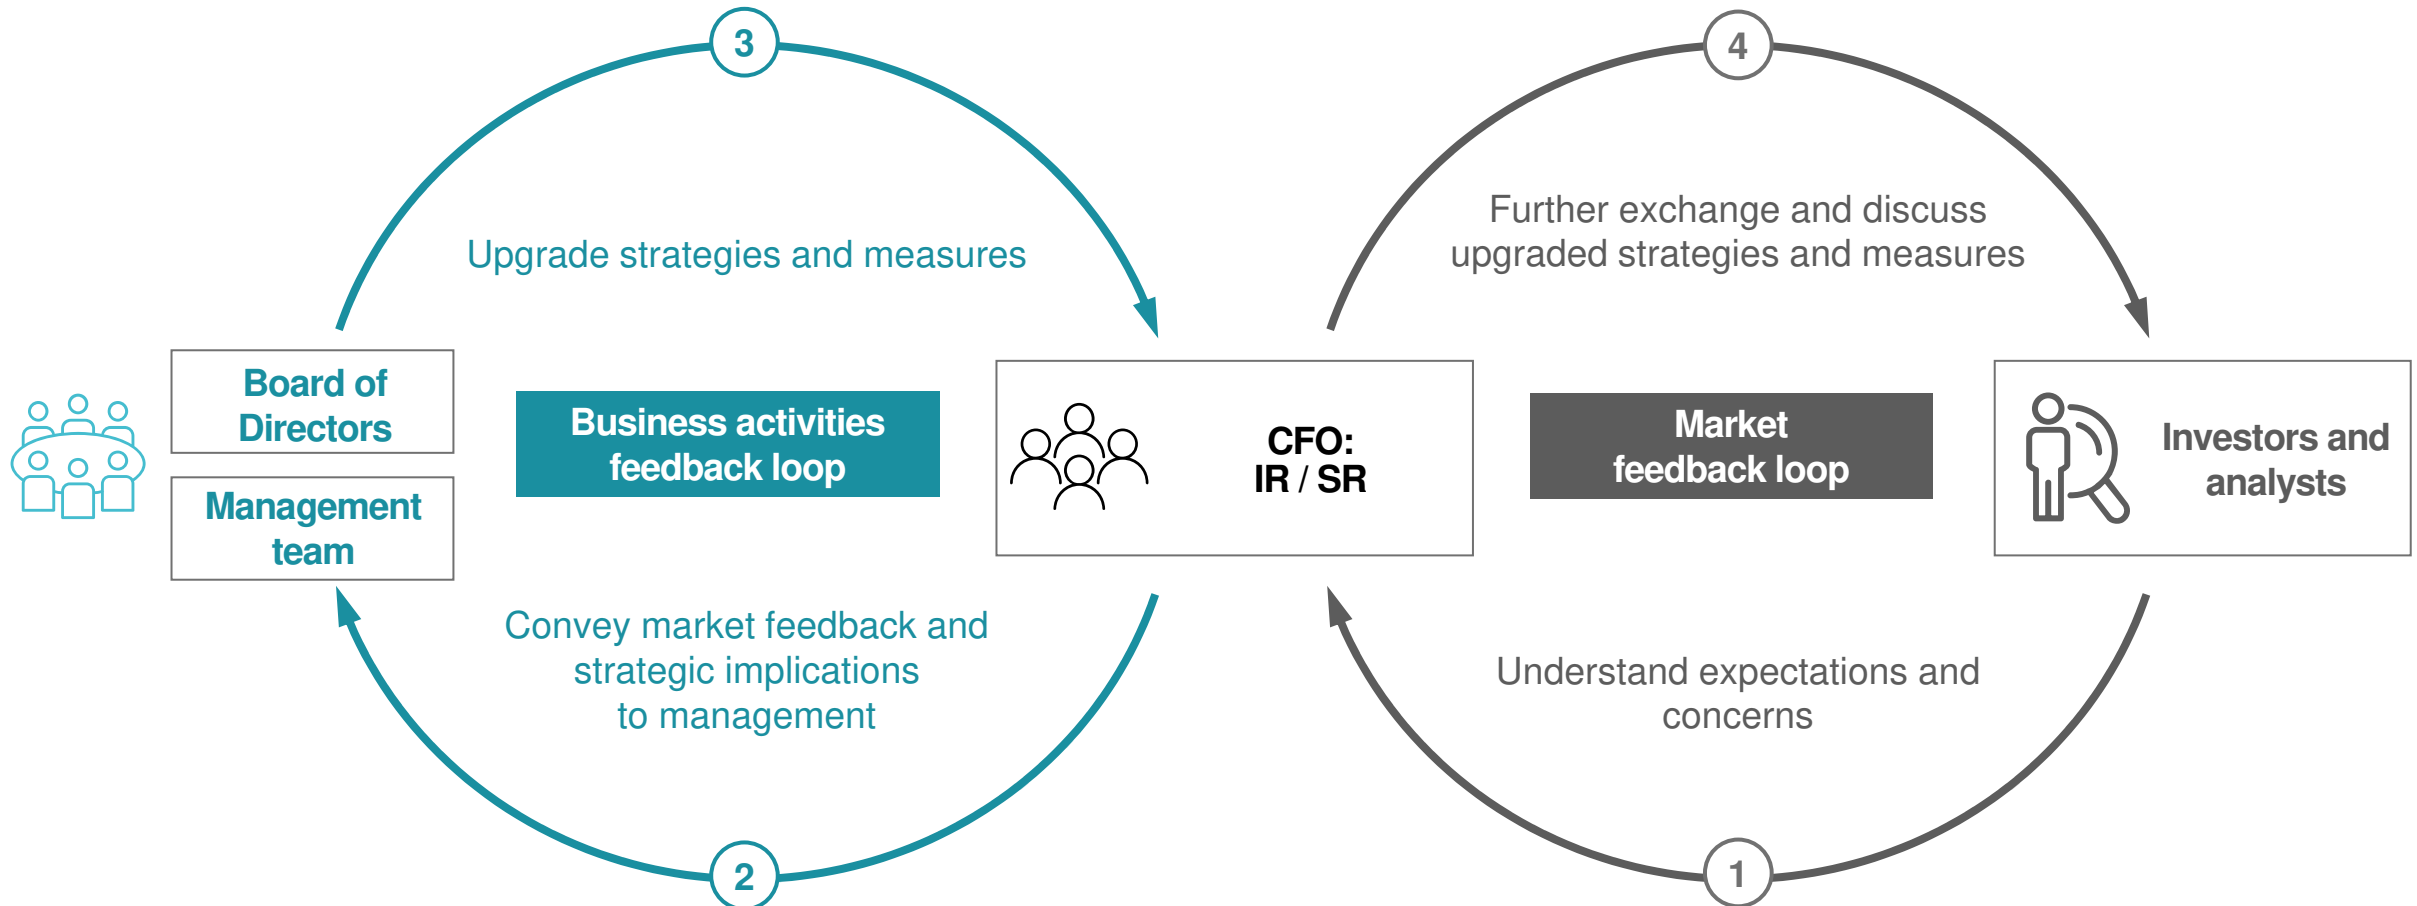 3
4
Upgrade strategies and measures
Further exchange and discuss
upgraded strategies and measures
Board of
Directors
Management
team
Business activities
feedback loop
CFO:
IR / SR
Market
feedback loop
Investors and
analysts
Convey market feedback and
strategic implications
to management
Understand expectations and
concerns
2
1